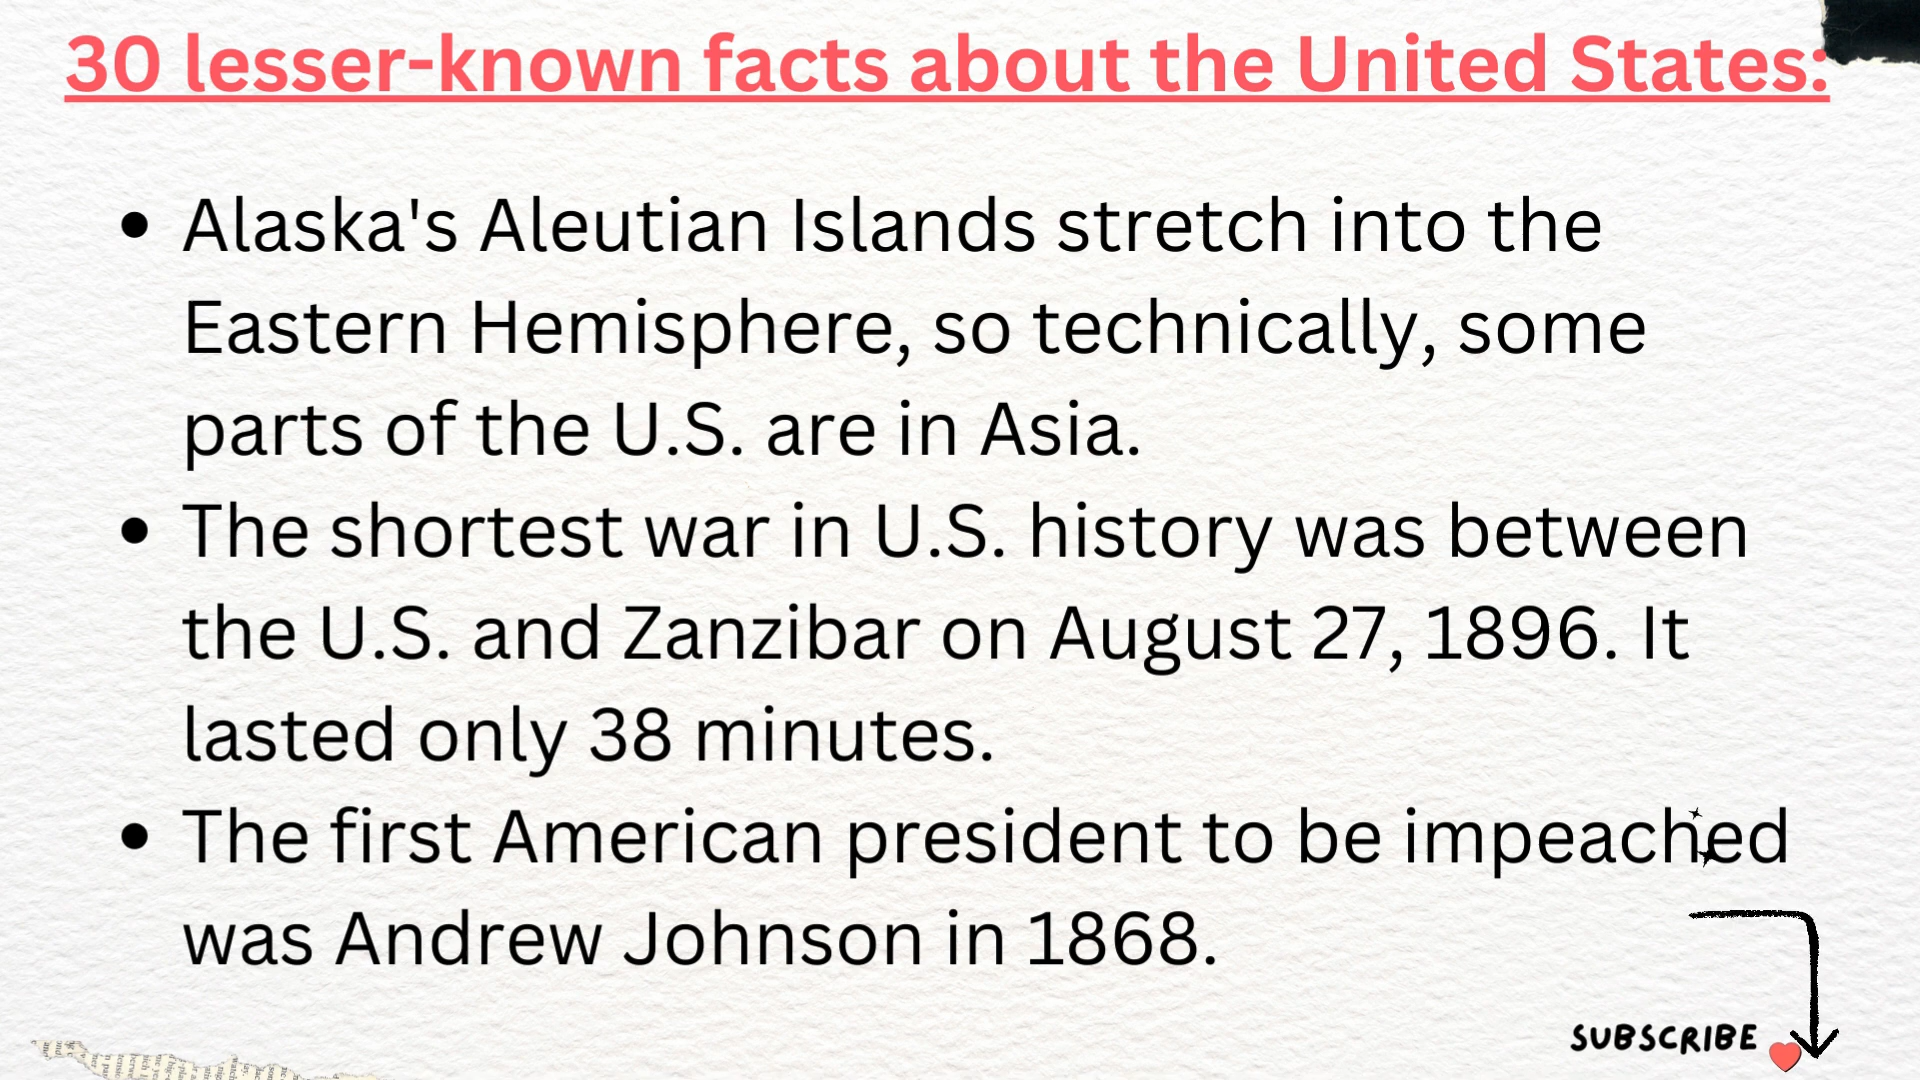 30 lesser-known facts about the United States:
• Alaska's Aleutian Islands stretch into the
Eastern Hemisphere, so technically, some
parts of the U.S. are in Asia.
• The shortest war in U.S. history was between
the U.S. and Zanzibar on August 27, 1896. It
lasted only 38 minutes.
• The first American president to be impeached
was Andrew Johnson in 1868.
SUBSCRIBE